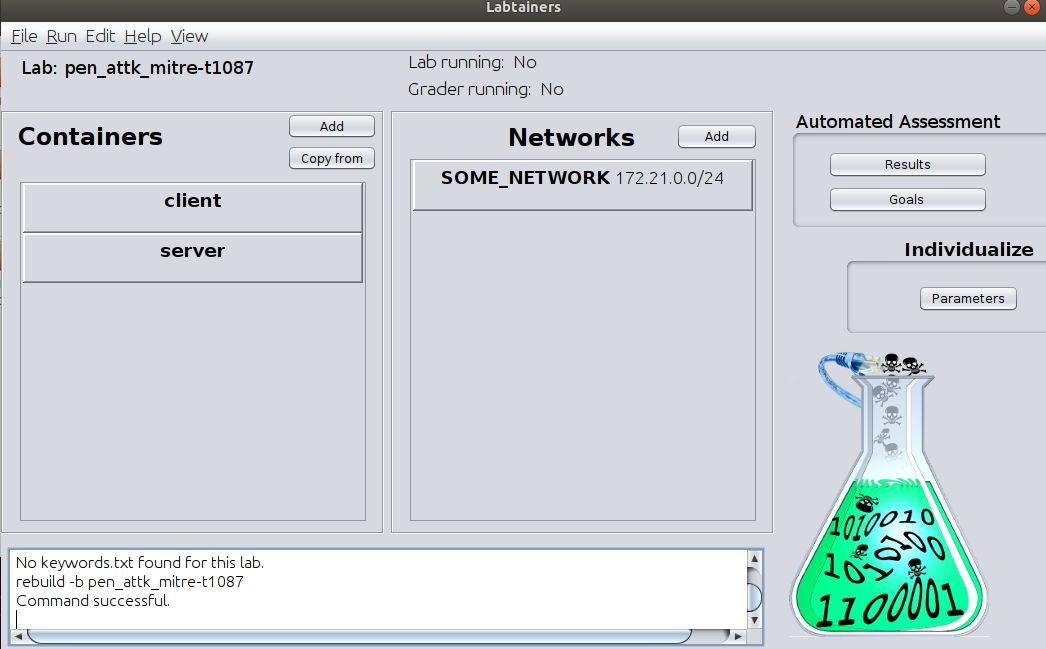 Labtainers
File Run Edit Help View
Lab: pen_attk_mitre-t1087
Lab running: No
Grader running: No
Containers
Add
Copy from
client
server
Networks
Add
SOME_NETWORK 172.21.0.0/24
Automated Assessment
Results
Goals
Individualize
Parameters
1010010
1010100
1100001
No keywords.txt found for this lab.
rebuild -b pen_attk_mitre-t1087
Command successful.